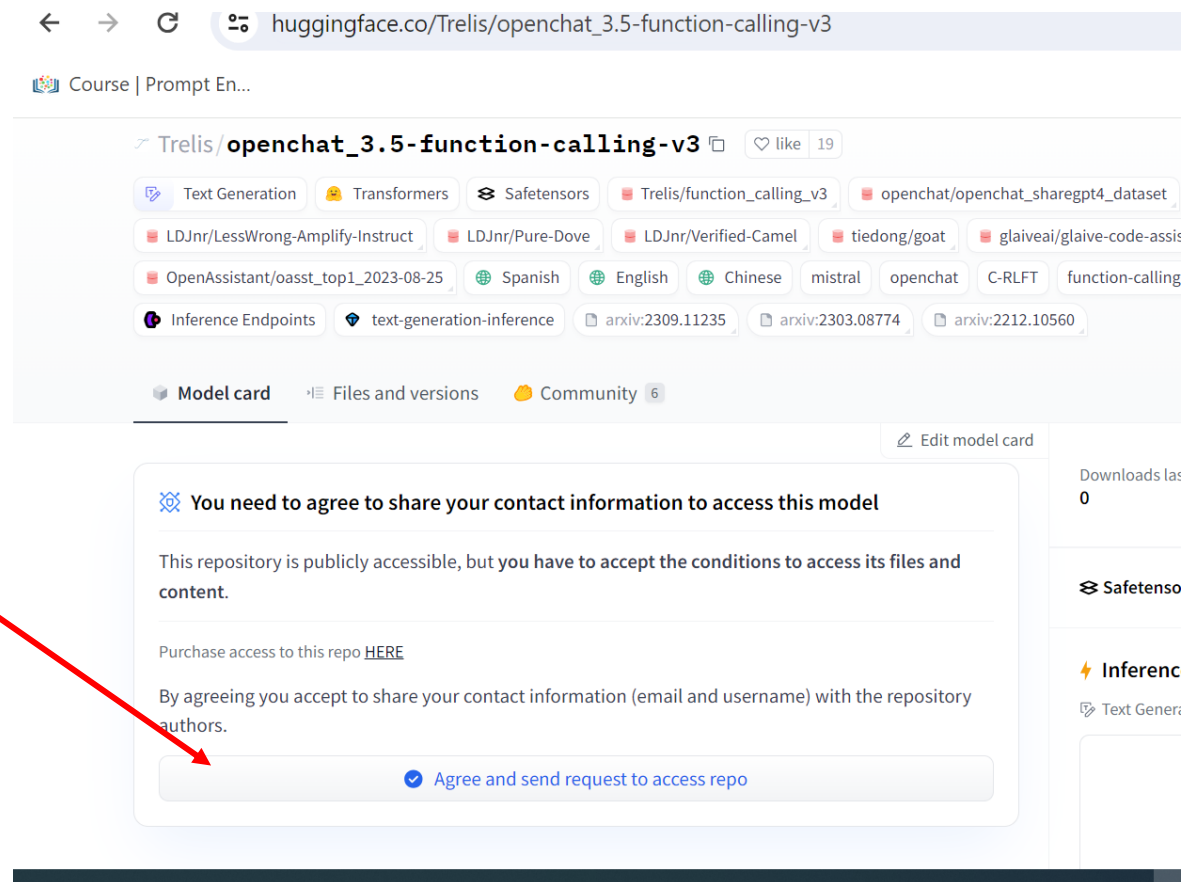 huggingface.co/Trelis/openchat_3.5-function-calling-v3
Course | Prompt En...
Trelis/openchat_3.5-function-calling-v3 like 19
Text Generation Transformers Safetensors Trelis/function_calling_v3 openchat/openchat_sharegpt4_dataset
LDJnr/LessWrong-Amplify-Instruct LDJnr/Pure-Dove LDJnr/Verified-Camel tiedong/goat glaiveai/glaive-code-assis
OpenAssistant/oasst_top1_2023-08-25 Spanish English Chinese mistral openchat C-RLFT function-calling
Inference Endpoints text-generation-inference arxiv:2309.11235 arxiv:2303.08774 arxiv:2212.10560
Model card Files and versions Community 6
Edit model card
You need to agree to share your contact information to access this model
This repository is publicly accessible, but you have to accept the conditions to access its files and
content.
Purchase access to this repo HERE
By agreeing you accept to share your contact information (email and username) with the repository
authors.
Agree and send request to access repo
Downloads las
0
Safetenso
Inferenc
Text Genera